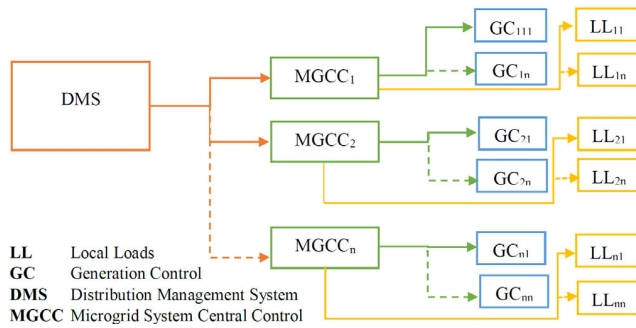 GC₁₁₁
LL₁₁
MGCC₁
GC₁ₙ
LL₁ₙ
DMS
MGCC₂
GC₂₁
LL₂₁
GC₂ₙ
LL₂ₙ
MGCCₙ
GCₙ₁
LLₙ₁
GCₙₙ
LLₙₙ
LL Local Loads
GC Generation Control
DMS Distribution Management System
MGCC Microgrid System Central Control